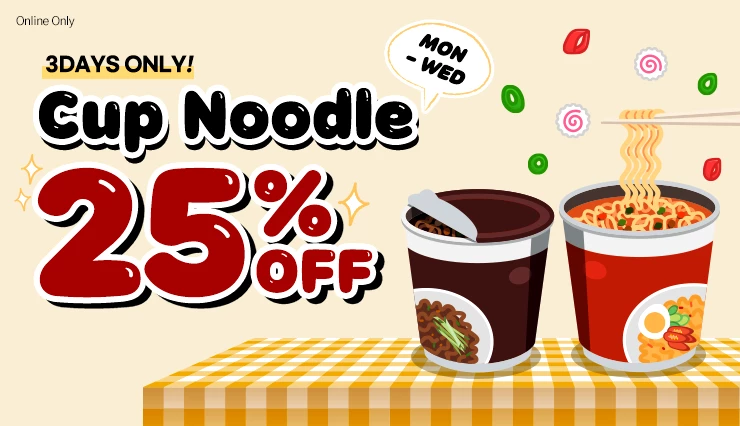 Online Only
3DAYS ONLY!
MON
- WED
Cup Noodle
25%
OFF